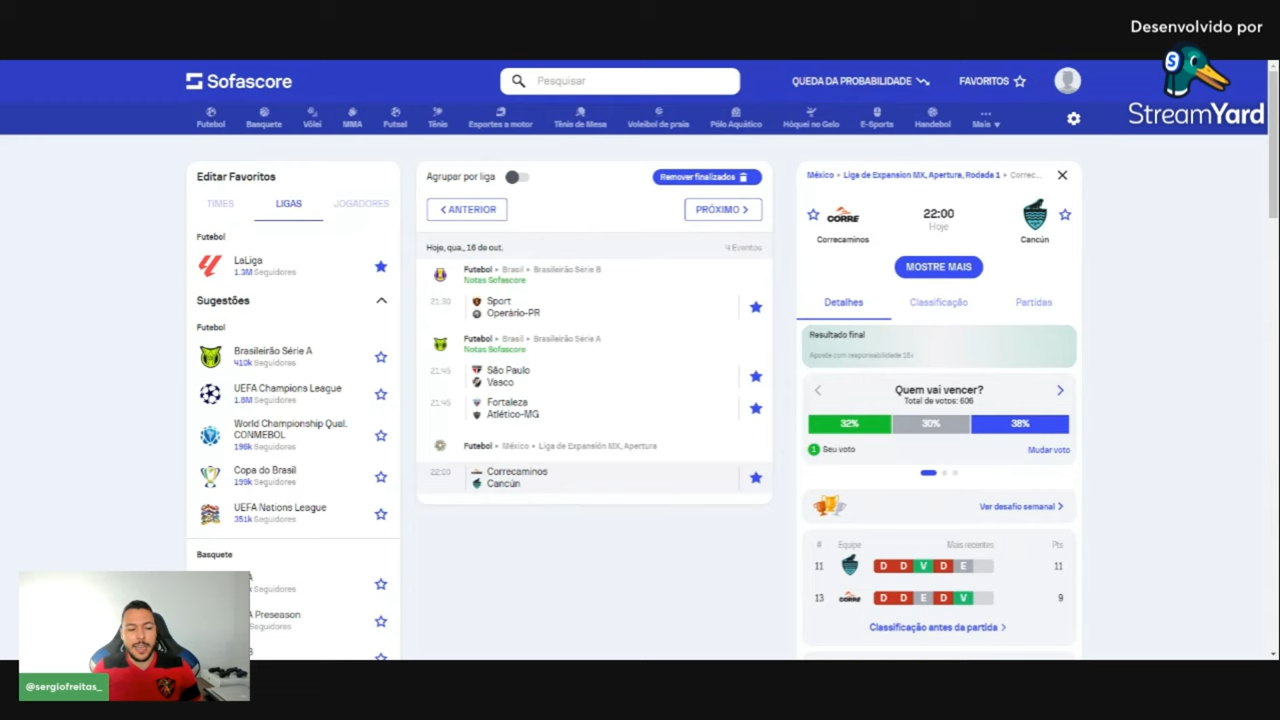 Desenvolvido por
StreamYard
Sofascore
Pesquisar
QUEDA DA PROBABILIDADE
FAVORITOS
Futebol
Basquete
Vôlei
MMA
Futsal
Tênis
Esportes a motor
Tênis de Mesa
Voleibol de praia
Pólo Aquático
Hóquei no Gelo
E-Sports
Handebol
Mais
Editar Favoritos
TIMES
LIGAS
JOGADORES
Futebol
LaLiga
1.3M Seguidores
Sugestões
Futebol
Brasileirão Série A
410k Seguidores
UEFA Champions League
1.8M Seguidores
World Championship Qual.
CONMEBOL
196k Seguidores
Copa do Brasil
199k Seguidores
UEFA Nations League
351k Seguidores
Basquete
A
Seguidores
A Preseason
Seguidores
B
Agrupar por liga
Remover finalizados
ANTERIOR
PRÓXIMO
Hoje, qua., 16 de out.
4 Eventos
Futebol Brasil Brasileirão Série B
Notas Sofascore
21:30
Sport
Operário-PR
Futebol Brasil Brasileirão Série A
Notas Sofascore
21:45
São Paulo
Vasco
21:45
Fortaleza
Atlético-MG
Futebol México Liga de Expansión MX, Apertura
22:00
Correcaminos
Cancún
México Liga de Expansion MX, Apertura, Rodada 1 Correc...
CORRE
Correcaminos
22:00
Hoje
Cancún
MOSTRE MAIS
Detalhes
Classificação
Partidas
Resultado final
Aposte com responsabilidade 18+
Quem vai vencer?
Total de votos: 606
32%
30%
38%
1 Seu voto
Mudar voto
Ver desafio semanal
# Equipe Mais recentes Pts
11 D D V D E 11
13 CORRE D D E D V 9
Classificação antes da partida
@sergiofreitas_